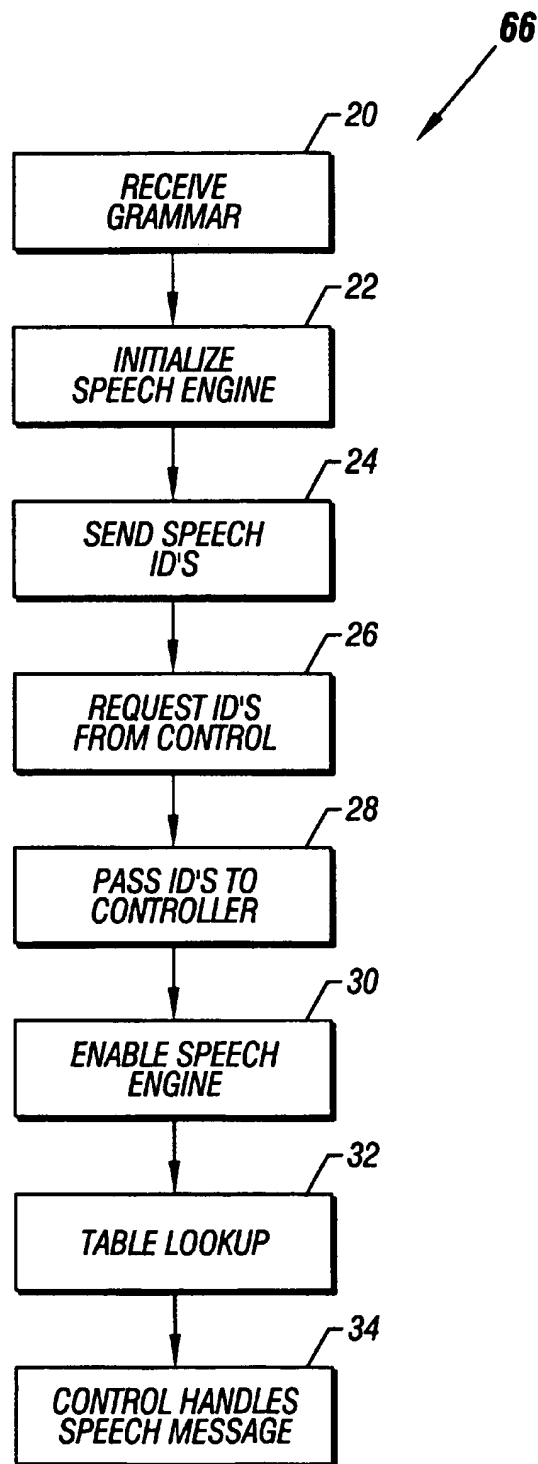 66
20
RECEIVE
GRAMMAR
22
INITIALIZE
SPEECH ENGINE
24
SEND SPEECH
ID'S
26
REQUEST ID'S
FROM CONTROL
28
PASS ID'S TO
CONTROLLER
30
ENABLE SPEECH
ENGINE
32
TABLE LOOKUP
34
CONTROL HANDLES
SPEECH MESSAGE